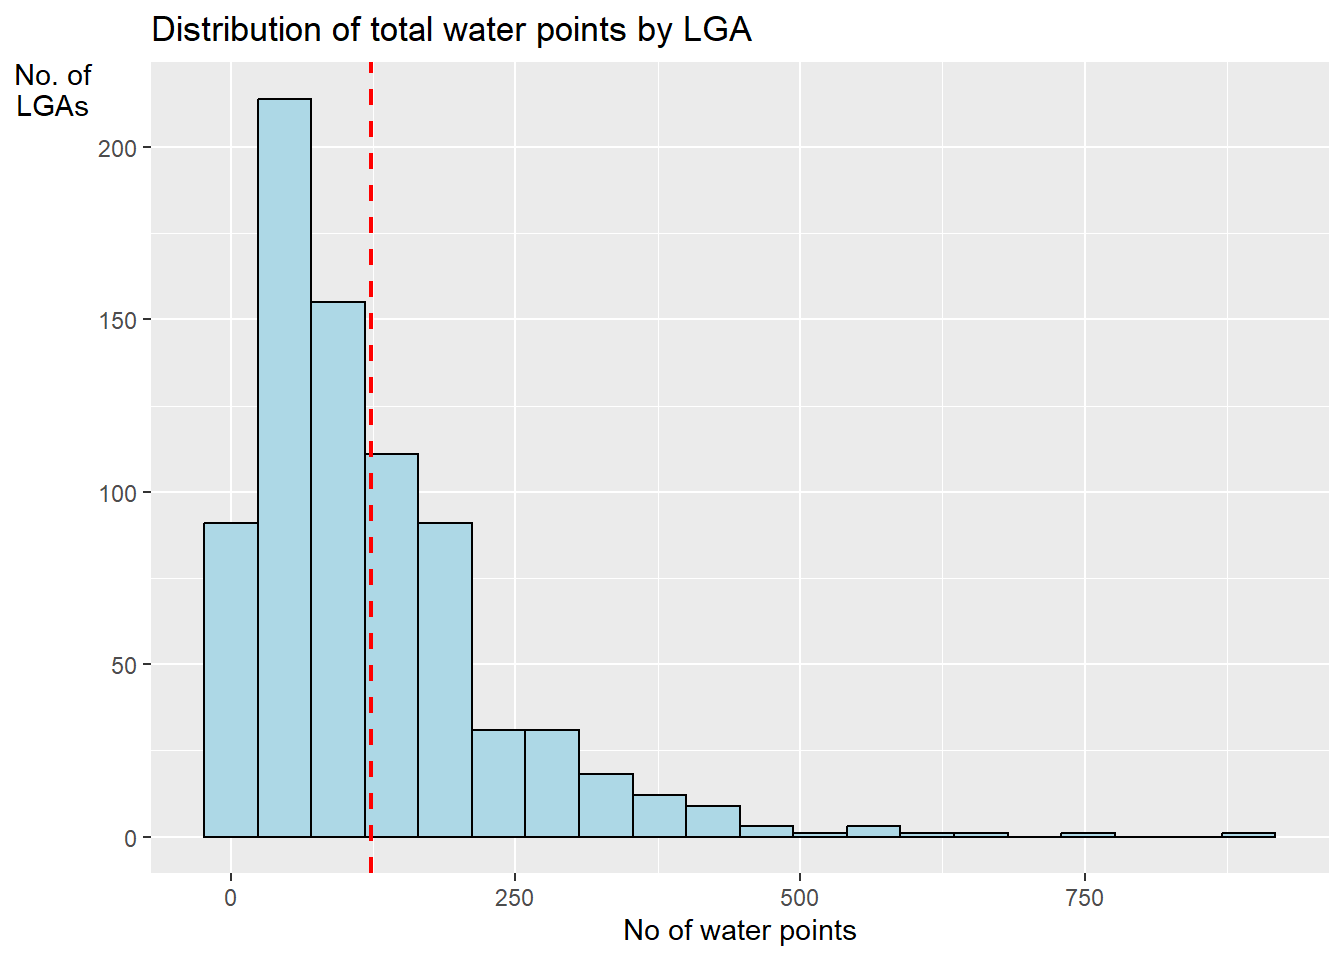 Distribution of total water points by LGA
No. of
LGAs
200
150
100
50
0
0
250
500
750
No of water points